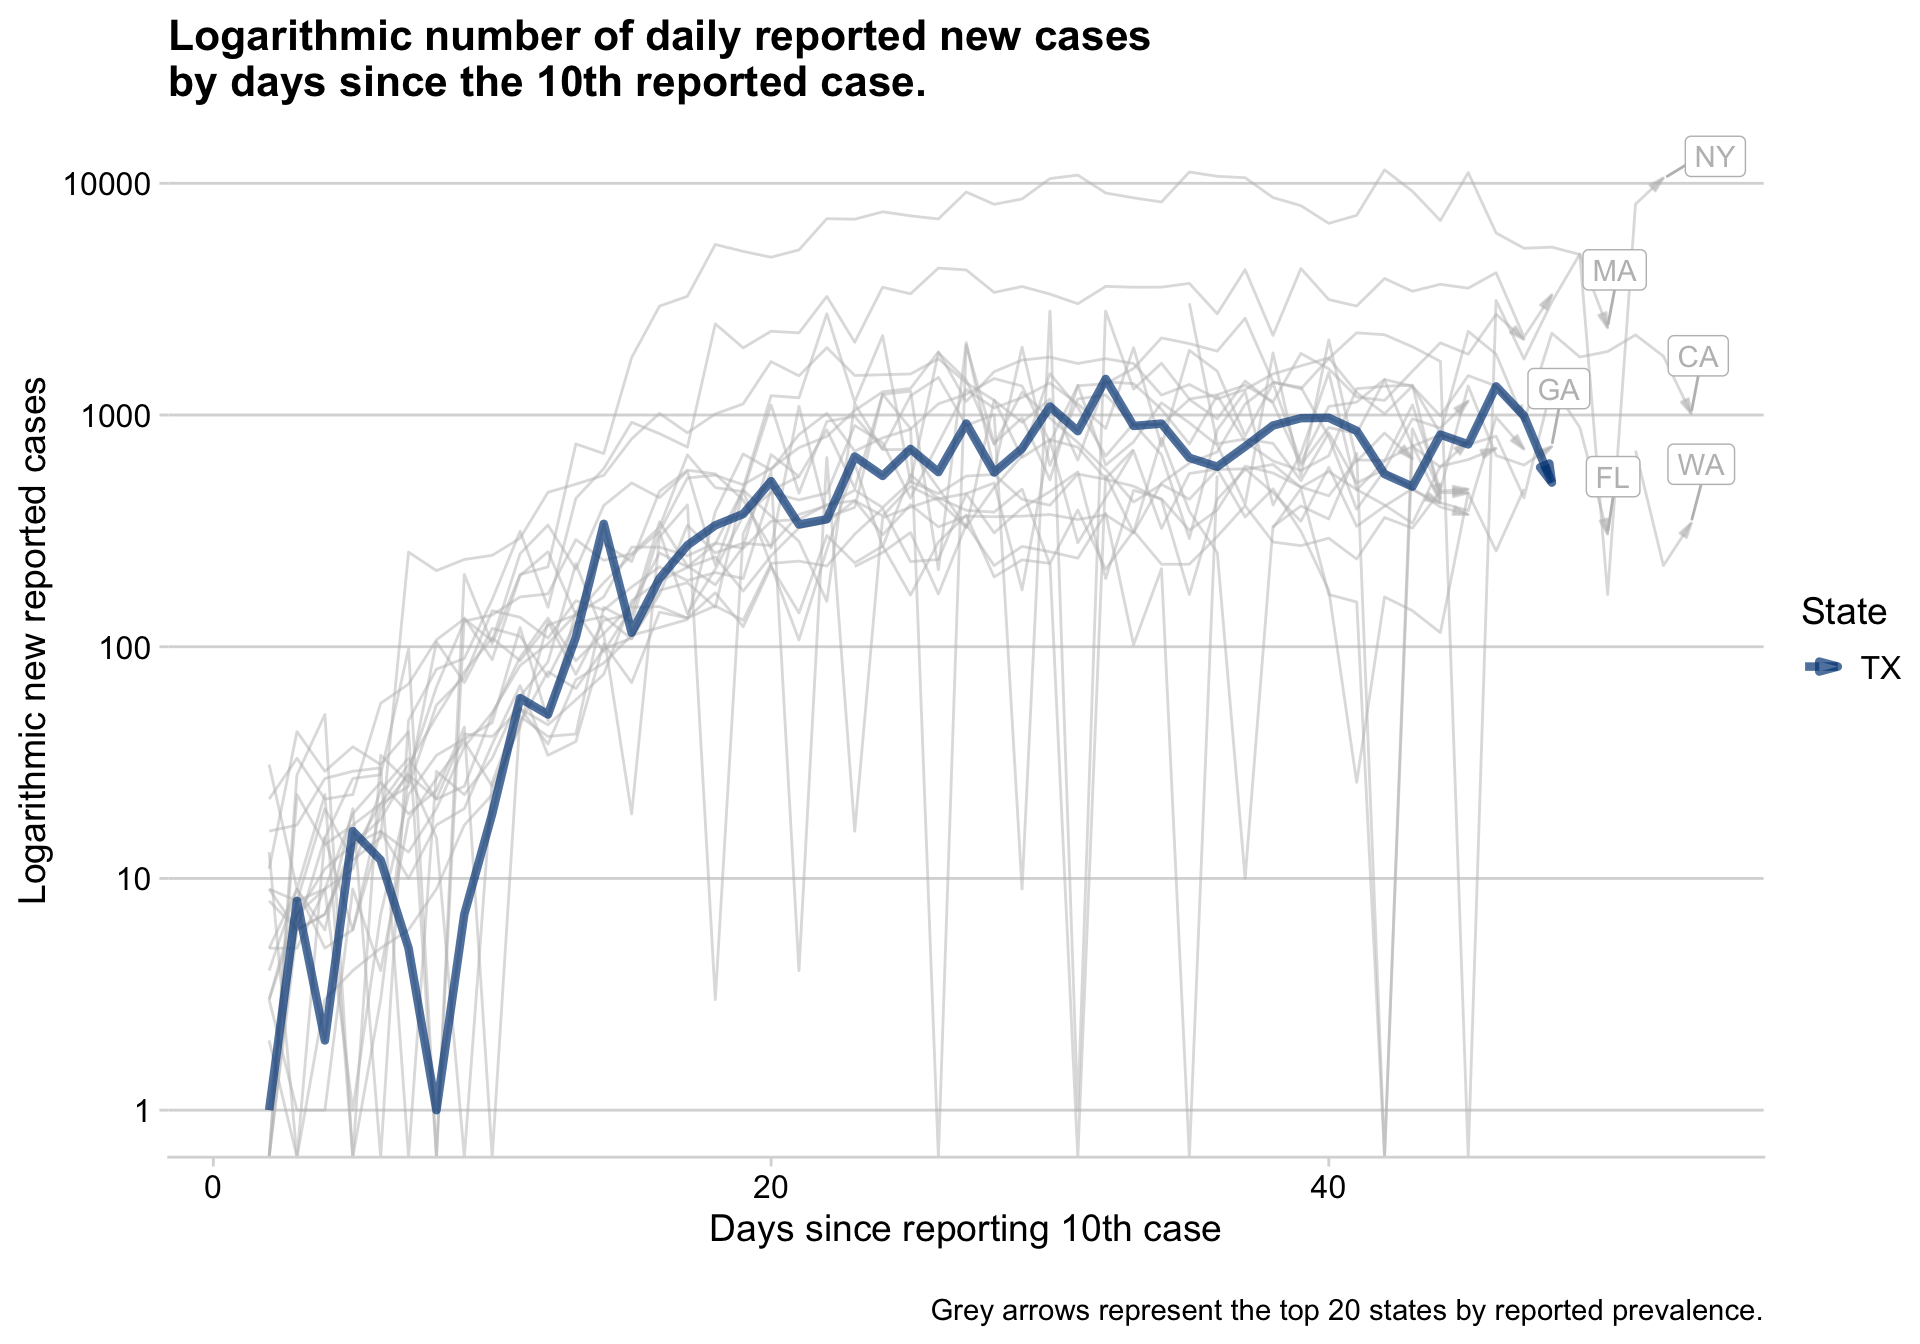 Logarithmic number of daily reported new cases
by days since the 10th reported case.
Logarithmic new reported cases
10000
1000
100
10
1
NY
MA
CA
GA
FL
WA
State
TX
0
20
40
Days since reporting 10th case
Grey arrows represent the top 20 states by reported prevalence.